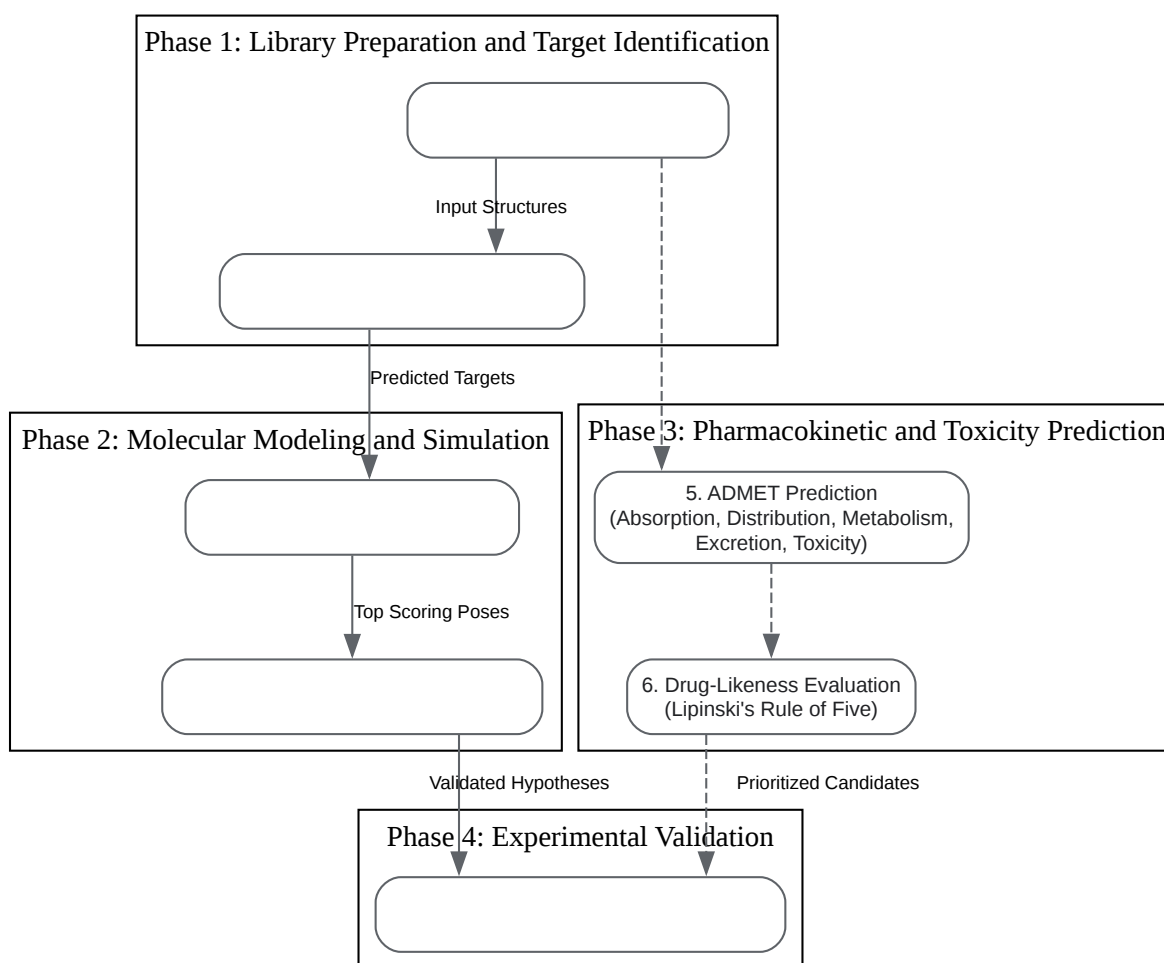 Phase 1: Library Preparation and Target Identification
Input Structures
Predicted Targets
Phase 2: Molecular Modeling and Simulation
Top Scoring Poses
Phase 3: Pharmacokinetic and Toxicity Prediction
5. ADMET Prediction
(Absorption, Distribution, Metabolism,
Excretion, Toxicity)
6. Drug-Likeness Evaluation
(Lipinski's Rule of Five)
Validated Hypotheses
Prioritized Candidates
Phase 4: Experimental Validation